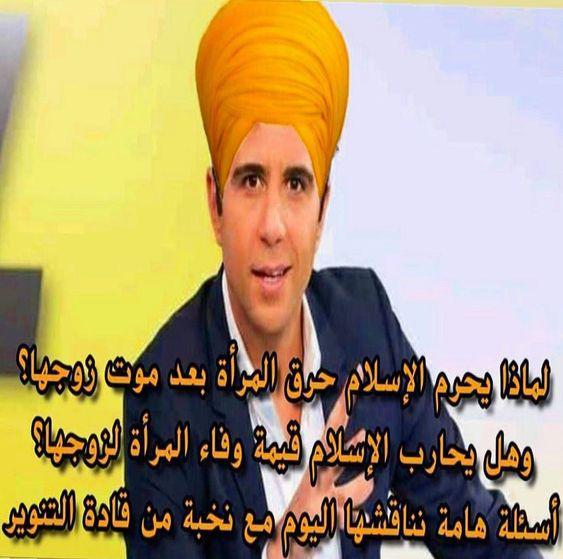 لماذا يحرم الإسلام حرق المرأة بعد موت زوجها؟
وهل يحارب الإسلام قيمة وفاء المرأة لزوجها؟
أسئلة هامة نناقشها اليوم مع نخبة من قادة التنوير